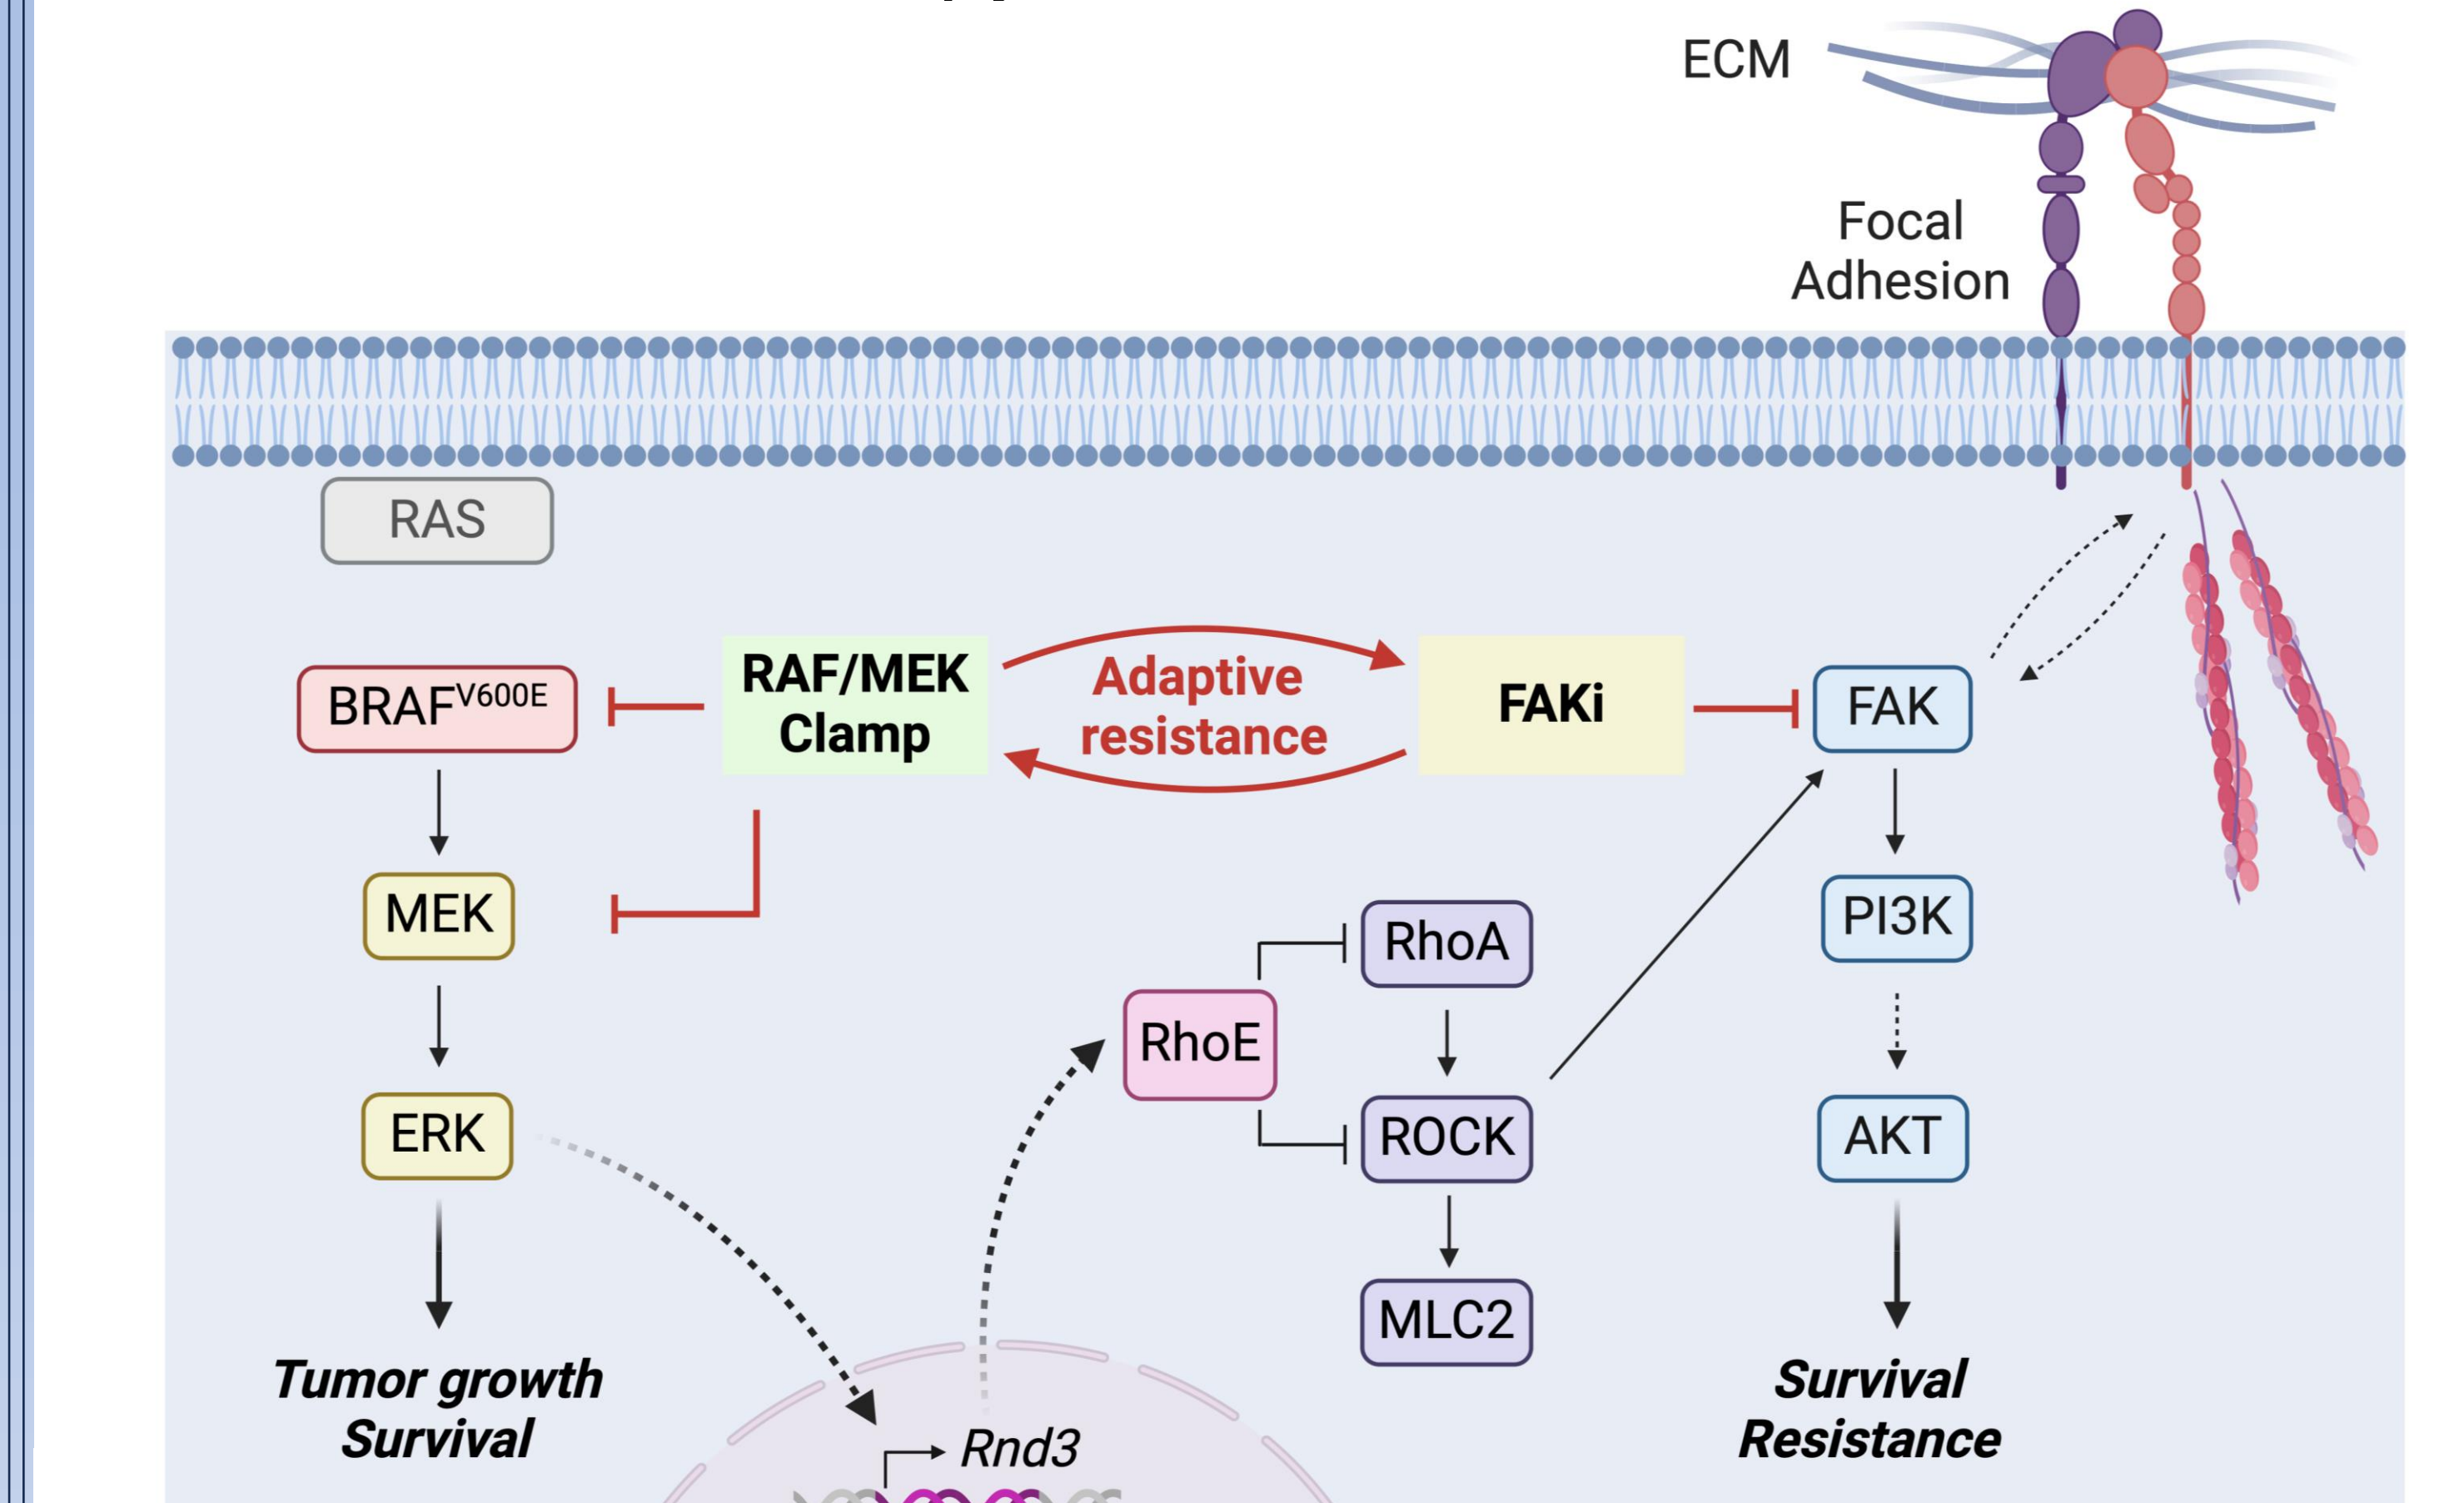 ECM
Focal
Adhesion
RAS
BRAFV600E
RAF/MEK
Clamp
Adaptive
resistance
FAKi
FAK
MEK
RhoA
PI3K
RhoE
ERK
ROCK
AKT
MLC2
Tumor growth
Survival
Rnd3
Survival
Resistance